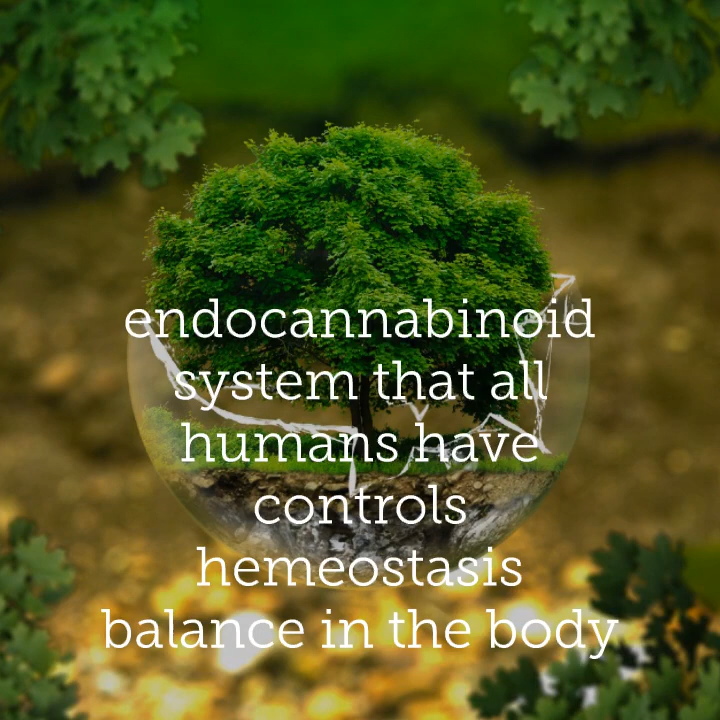 endocannabinoid
system that all
humans have
controls
hemeostasis
balance in the body